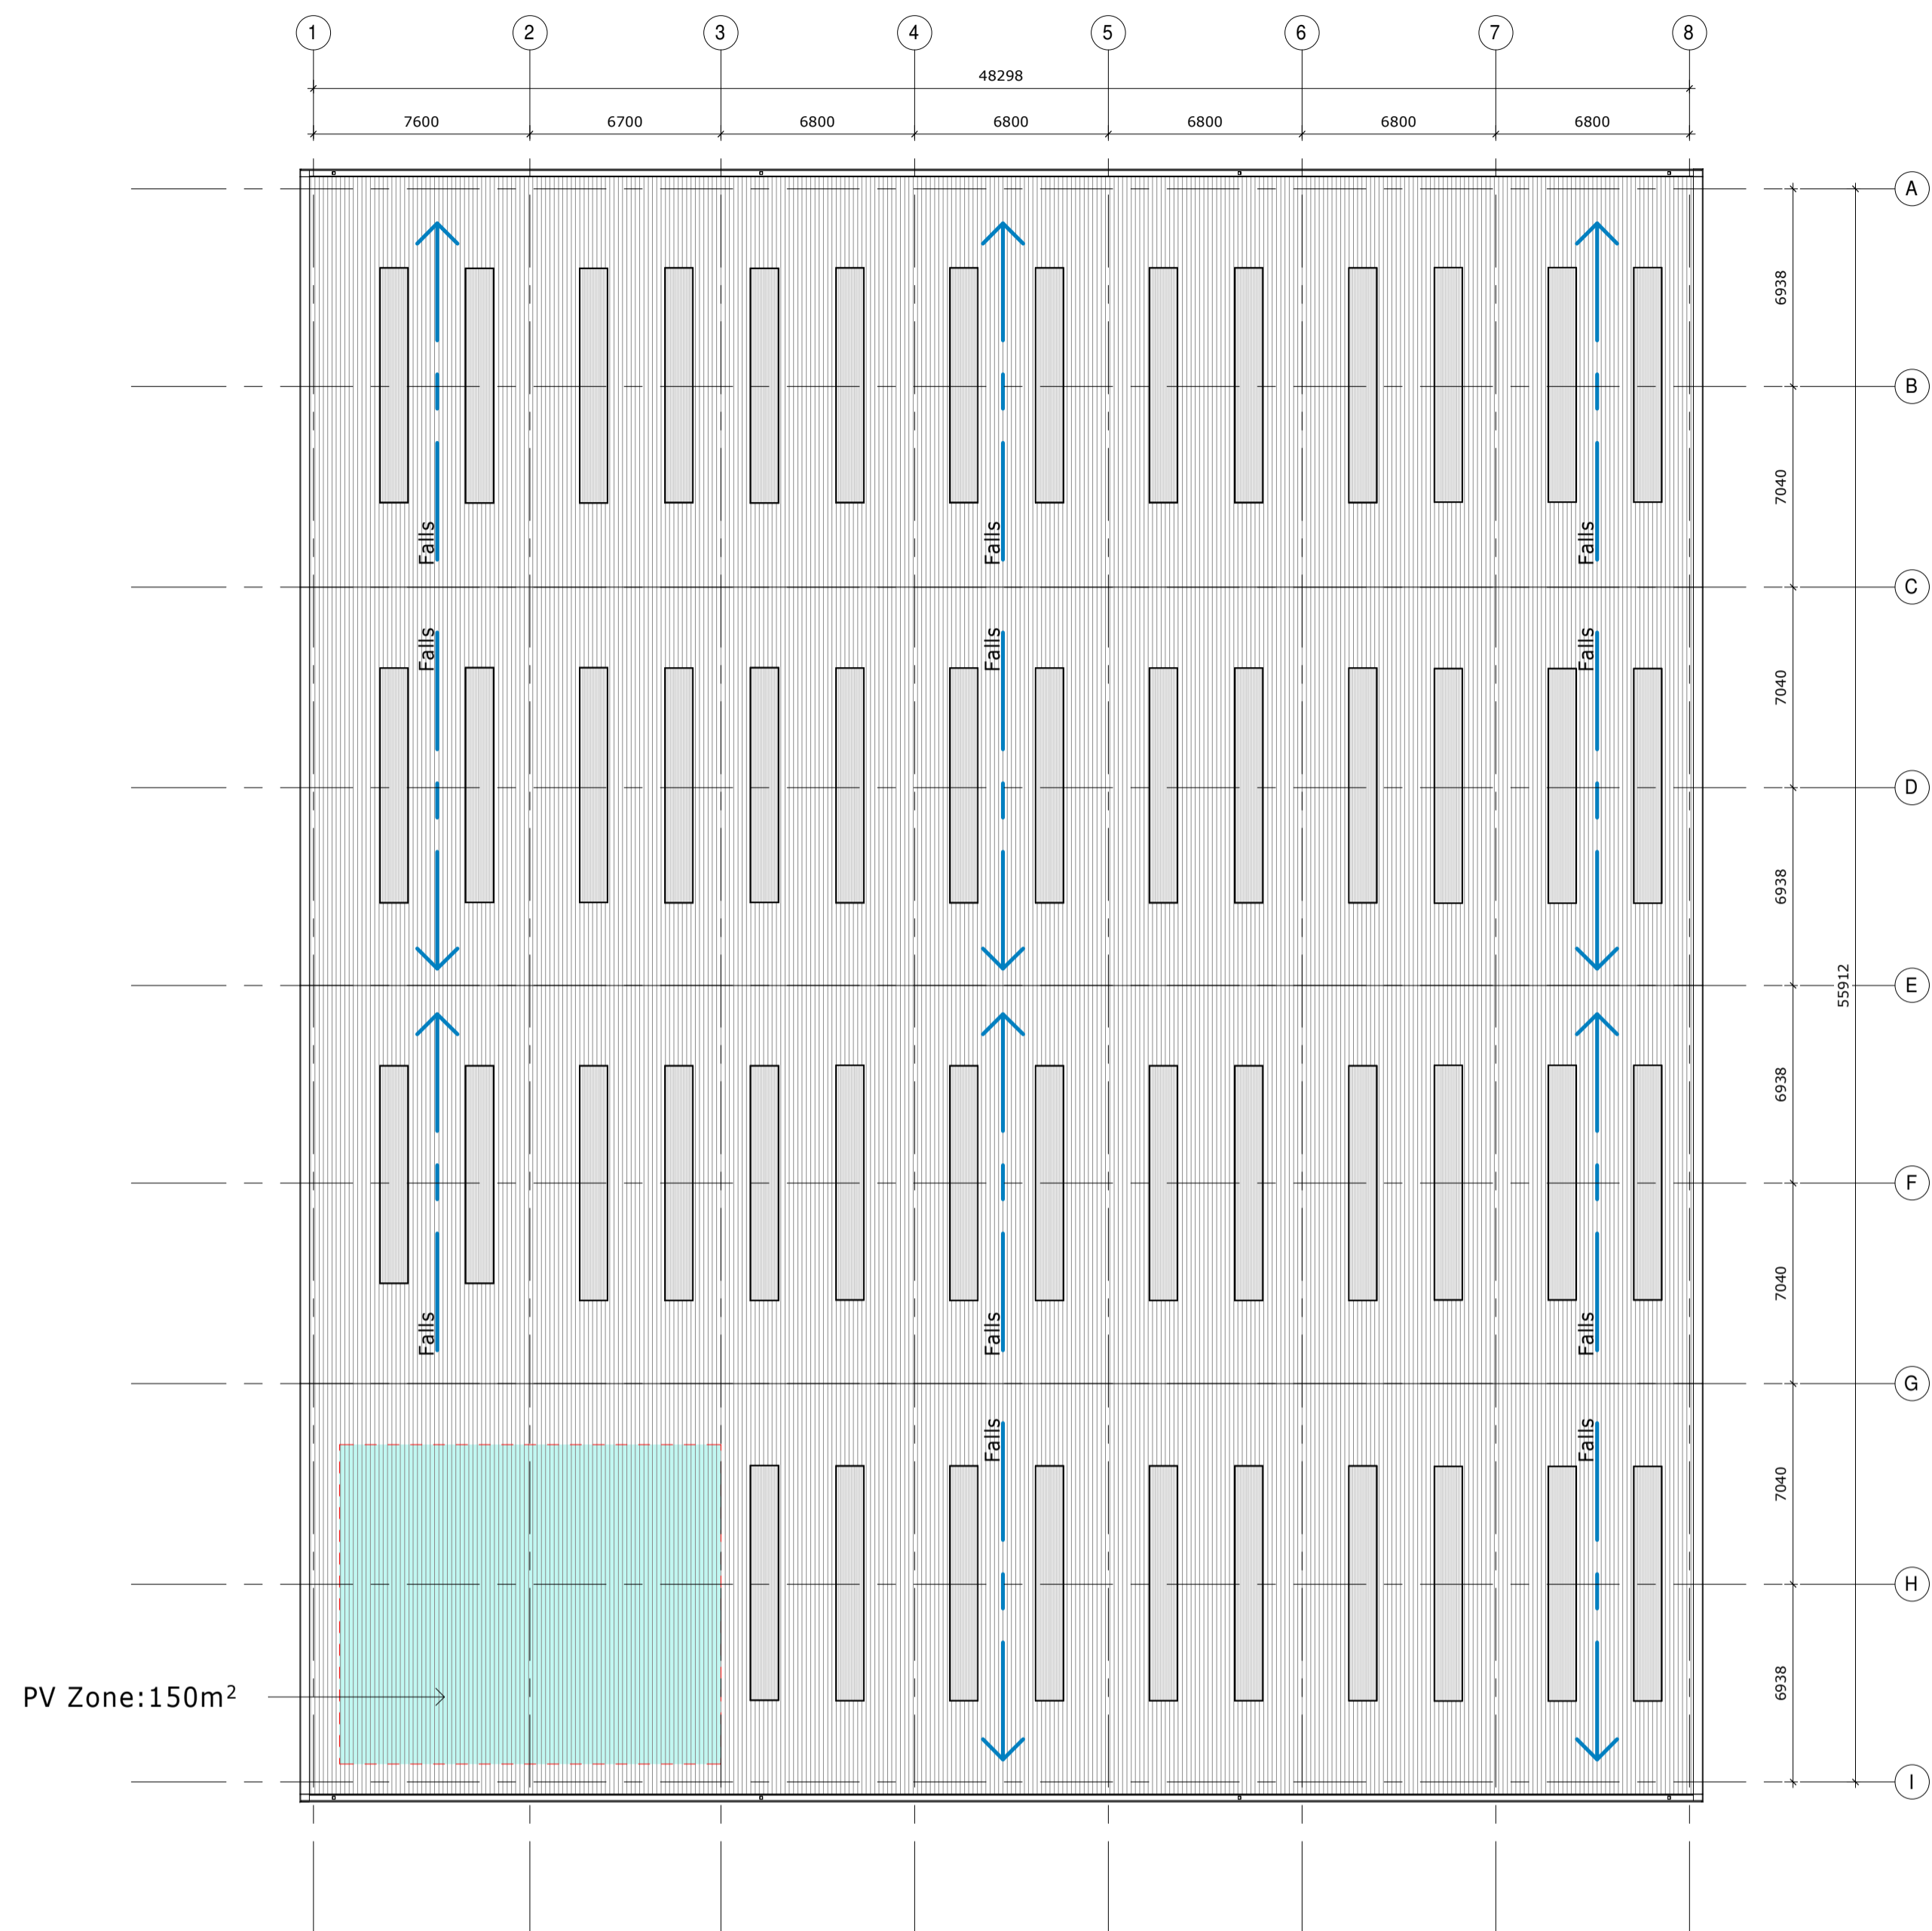 1 2 3 4 5 6 7 8
48298
7600 6700 6800 6800 6800 6800 6800
A
6938
B
Falls Falls Falls
7040
C
Falls Falls Falls
7040
D
6938
55912
E
6938
F
7040
Falls Falls Falls
G
Falls Falls
7040
H
6938
PV Zone:150m²
I